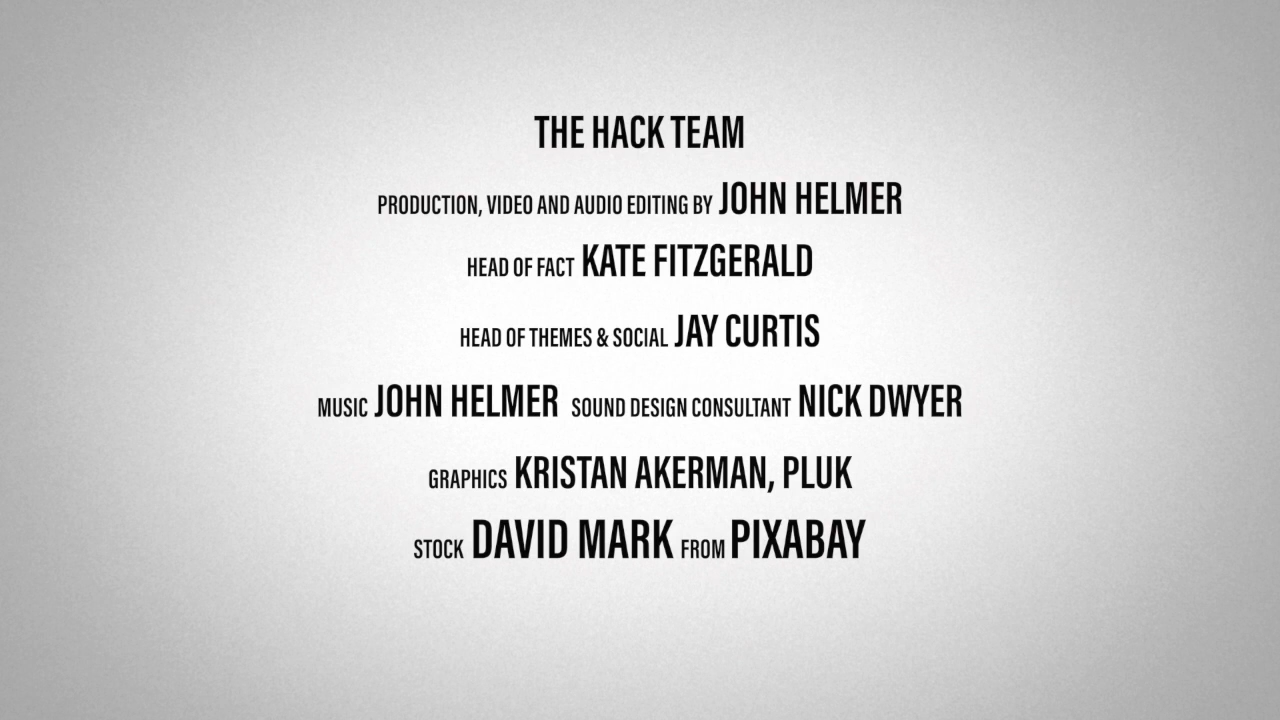 THE HACK TEAM
PRODUCTION, VIDEO AND AUDIO EDITING BY JOHN HELMER
HEAD OF FACT KATE FITZGERALD
HEAD OF THEMES & SOCIAL JAY CURTIS
MUSIC JOHN HELMER SOUND DESIGN CONSULTANT NICK DWYER
GRAPHICS KRISTAN AKERMAN, PLUK
STOCK DAVID MARK FROM PIXABAY